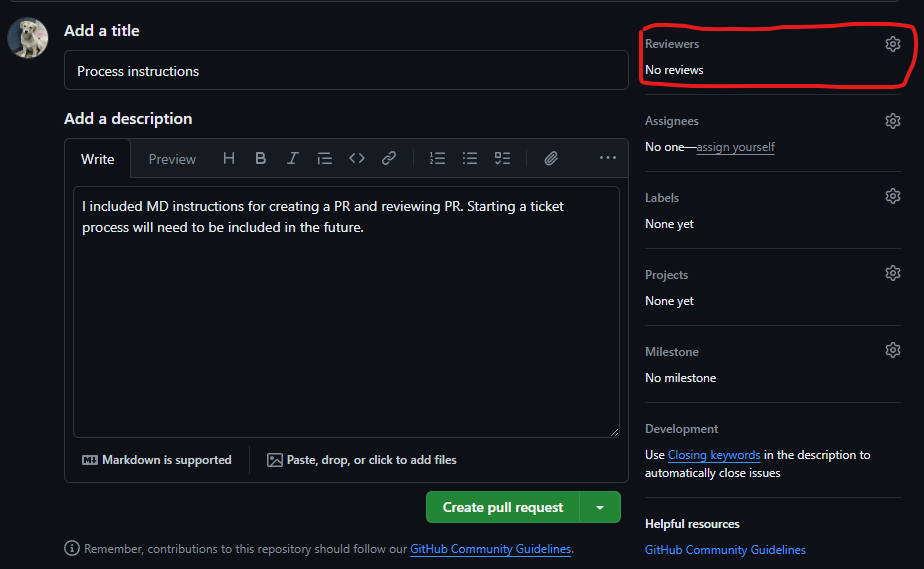 Add a title
Process instructions
Add a description
Write Preview H B I
I included MD instructions for creating a PR and reviewing PR. Starting a ticket
process will need to be included in the future.
Markdown is supported
Paste, drop, or click to add files
Create pull request
Remember, contributions to this repository should follow our GitHub Community Guidelines.
Reviewers
No reviews
Assignees
No one—assign yourself
Labels
None yet
Projects
None yet
Milestone
No milestone
Development
Use Closing keywords in the description to
automatically close issues
Helpful resources
GitHub Community Guidelines